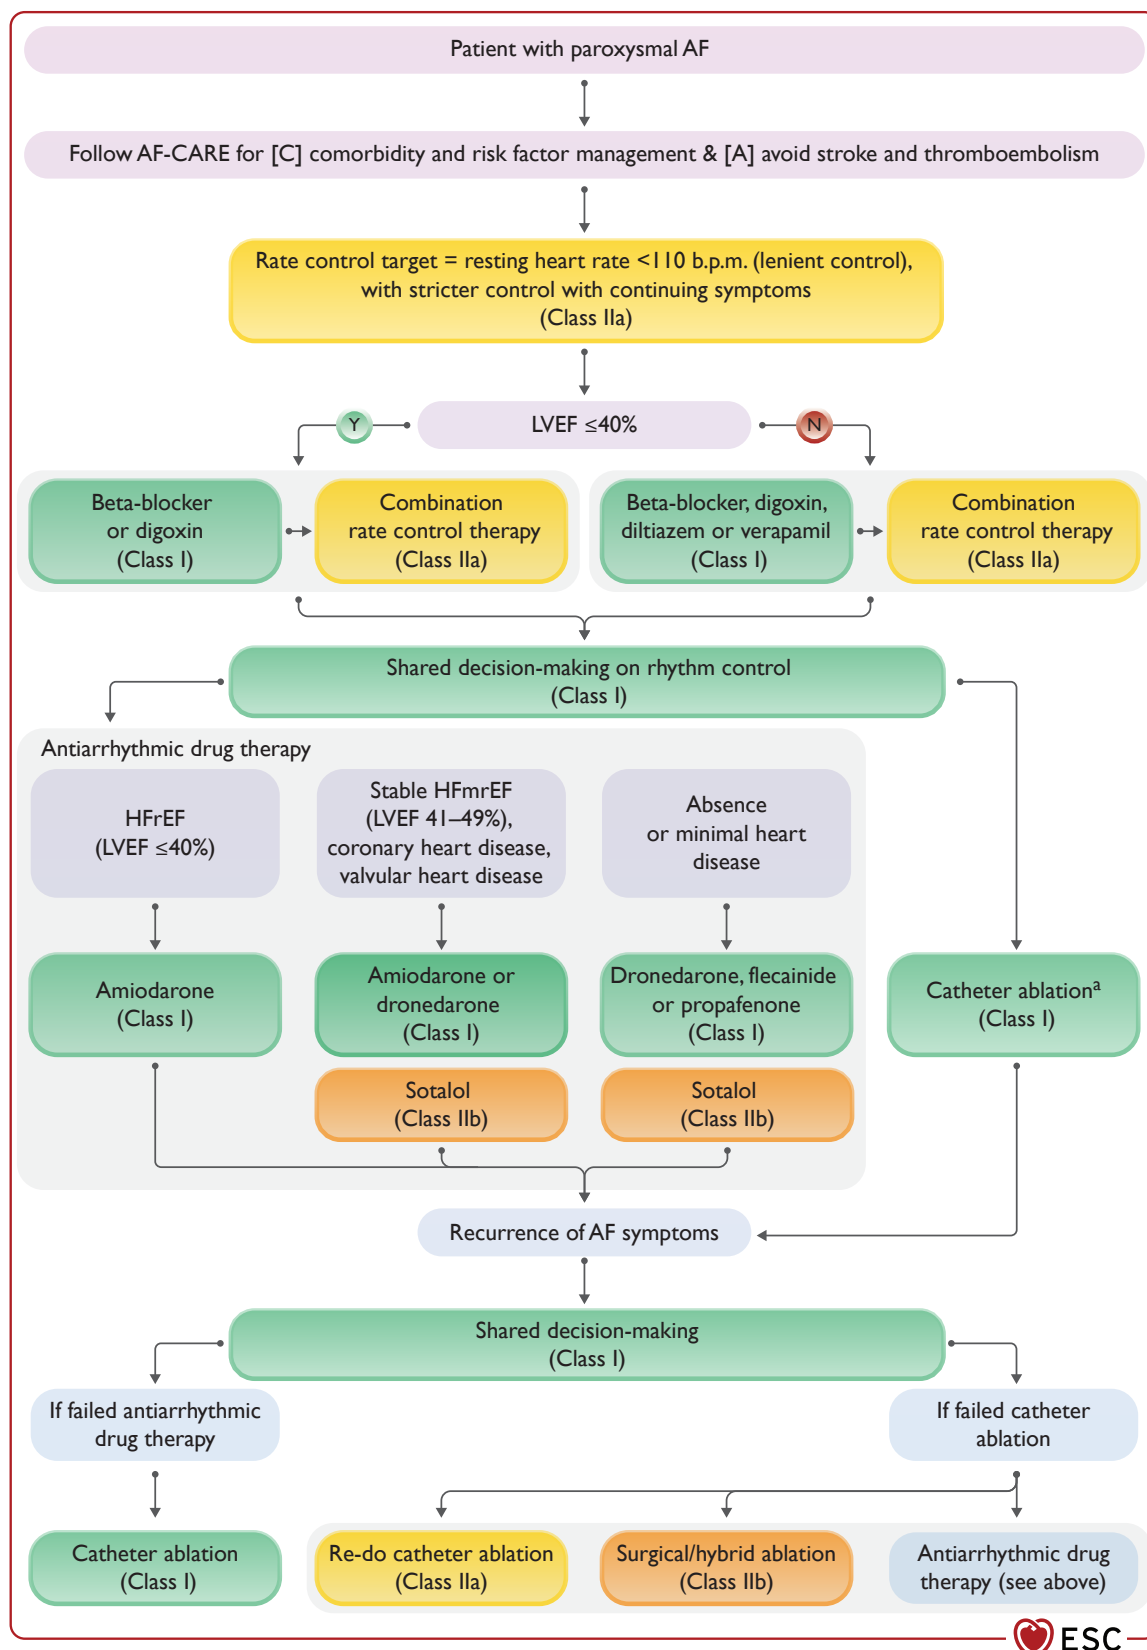 Patient with paroxysmal AF
Follow AF-CARE for [C] comorbidity and risk factor management & [A] avoid stroke and thromboembolism
Rate control target = resting heart rate <110 b.p.m. (lenient control),
with stricter control with continuing symptoms
(Class IIa)
LVEF ≤40%
Y
N
Beta-blocker
or digoxin
(Class I)
Combination
rate control therapy
(Class IIa)
Beta-blocker, digoxin,
diltiazem or verapamil
(Class I)
Combination
rate control therapy
(Class IIa)
Shared decision-making on rhythm control
(Class I)
Antiarrhythmic drug therapy
HFrEF
(LVEF ≤40%)
Stable HFmrEF
(LVEF 41–49%),
coronary heart disease,
valvular heart disease
Absence
or minimal heart
disease
Amiodarone
(Class I)
Amiodarone or
dronedarone
(Class I)
Dronedarone, flecainide
or propafenone
(Class I)
Catheter ablationᵃ
(Class I)
Sotalol
(Class IIb)
Sotalol
(Class IIb)
Recurrence of AF symptoms
Shared decision-making
(Class I)
If failed antiarrhythmic
drug therapy
If failed catheter
ablation
Catheter ablation
(Class I)
Re-do catheter ablation
(Class IIa)
Surgical/hybrid ablation
(Class IIb)
Antiarrhythmic drug
therapy (see above)
ESC